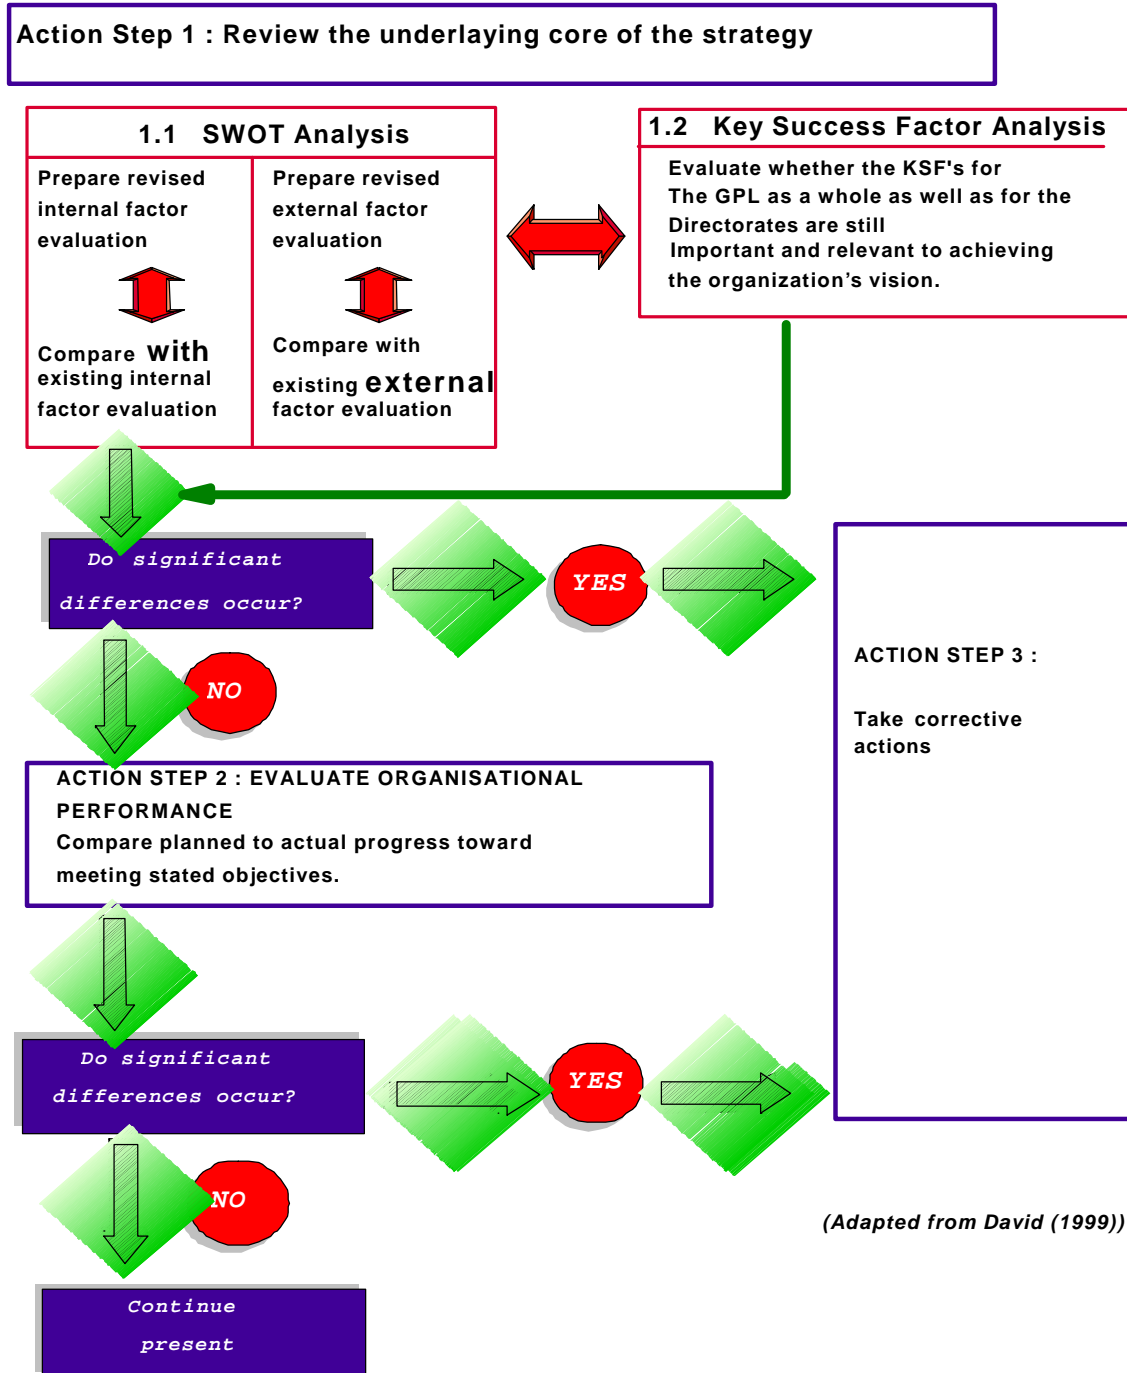 Action Step 1 : Review the underlaying core of the strategy
1.1 SWOT Analysis
Prepare revised
internal factor
evaluation
Compare with
existing internal
factor evaluation
Prepare revised
external factor
evaluation
Compare with
existing external
factor evaluation
1.2 Key Success Factor Analysis
Evaluate whether the KSF's for
The GPL as a whole as well as for the
Directorates are still
Important and relevant to achieving
the organization’s vision.
Do significant
differences occur?
YES
NO
ACTION STEP 3 :
Take corrective
actions
ACTION STEP 2 : EVALUATE ORGANISATIONAL
PERFORMANCE
Compare planned to actual progress toward
meeting stated objectives.
Do significant
differences occur?
YES
NO
(Adapted from David (1999))
Continue
present